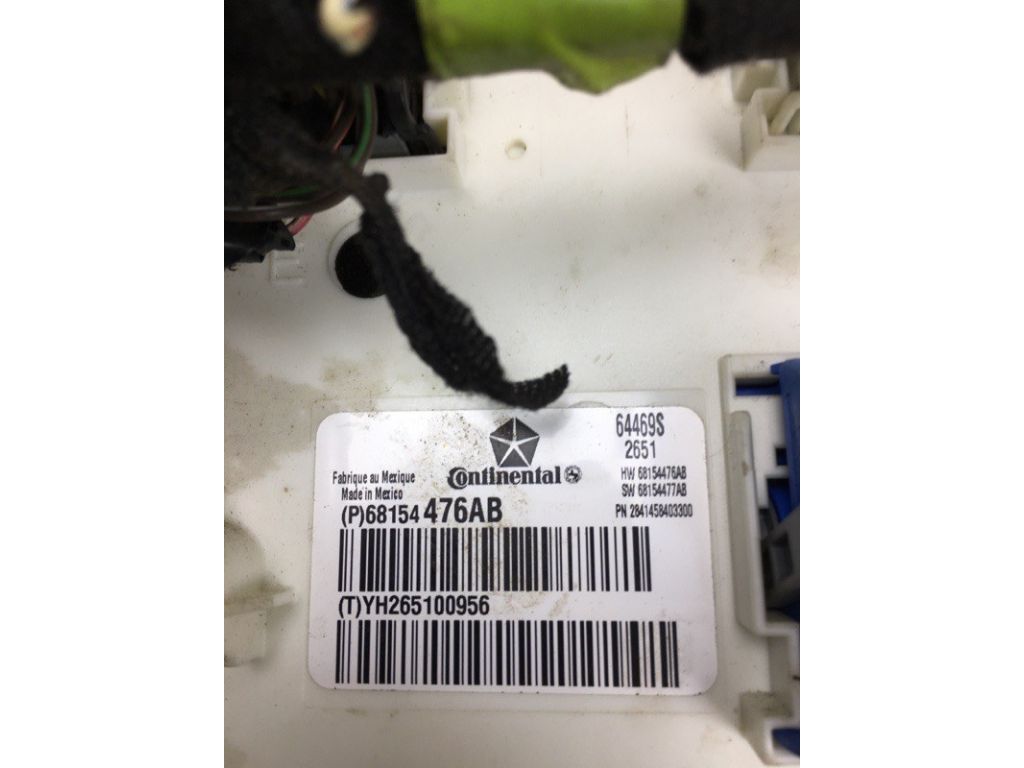 64469S
2651
Fabrique au Mexique
Made in Mexico
Continental
HW 68154476AB
SW 68154477AB
(P)68154 476AB
PN 2841458403300
(T)YH265100956